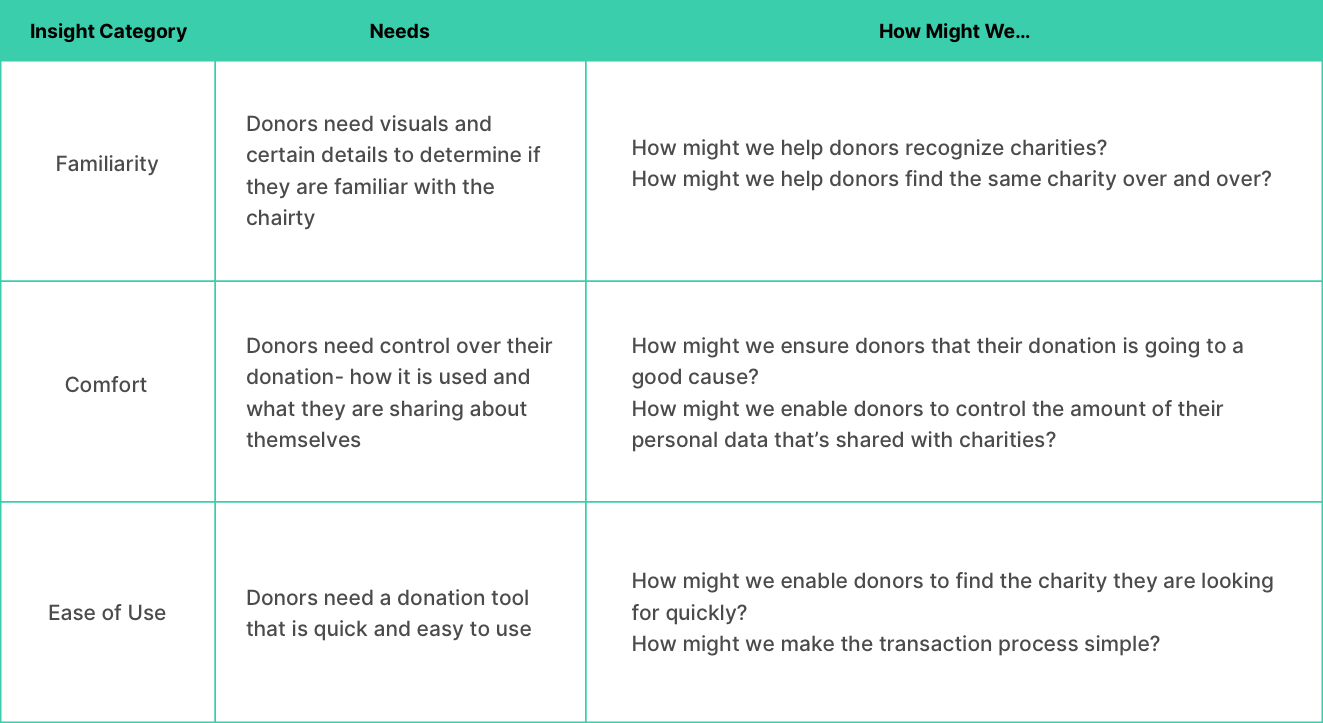 Insight Category
Needs
How Might We...
Familiarity
Donors need visuals and
certain details to determine if
they are familiar with the
chairty
How might we help donors recognize charities?
How might we help donors find the same charity over and over?
Comfort
Donors need control over their
donation- how it is used and
what they are sharing about
themselves
How might we ensure donors that their donation is going to a
good cause?
How might we enable donors to control the amount of their
personal data that’s shared with charities?
Ease of Use
Donors need a donation tool
that is quick and easy to use
How might we enable donors to find the charity they are looking
for quickly?
How might we make the transaction process simple?